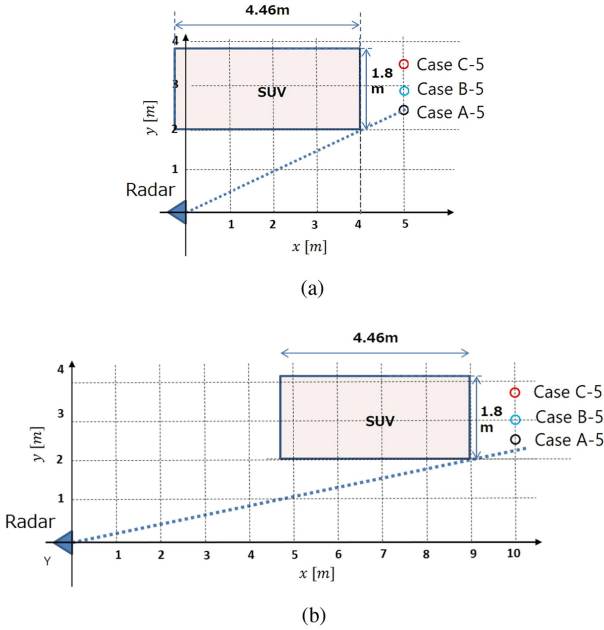 4.46m
4
3
2
1
y [m]
SUV
1.8
m
Case C-5
Case B-5
Case A-5
Radar
1 2 3 4 5
x [m]
(a)
4.46m
4
3
2
1
y [m]
SUV
1.8
m
Case C-5
Case B-5
Case A-5
Radar
Y
1 2 3 4 5 6 7 8 9 10
x [m]
(b)